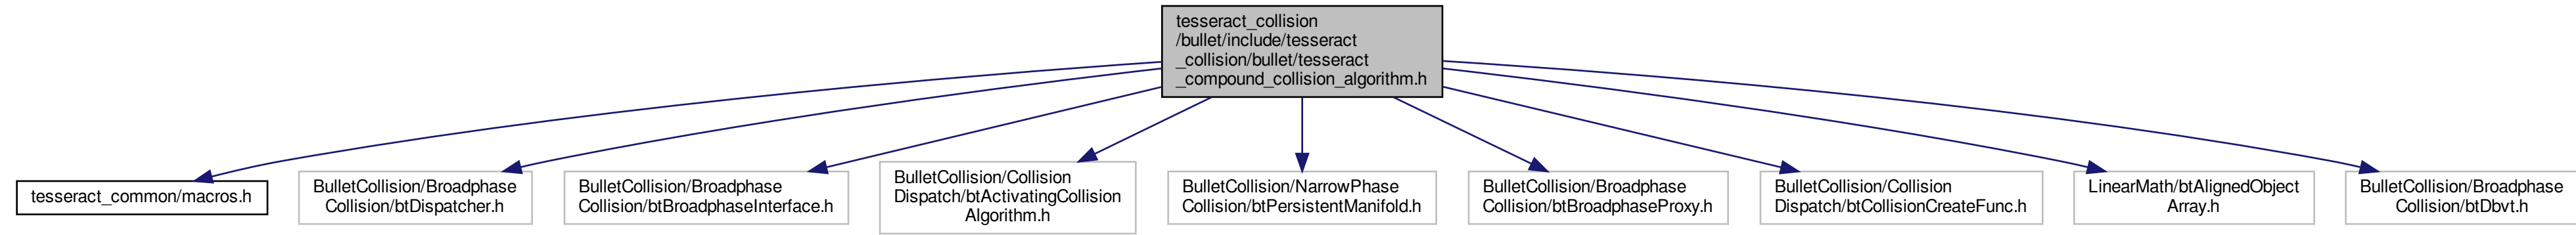 tesseract_collision
/bullet/include/tesseract
_collision/bullet/tesseract
_compound_collision_algorithm.h
tesseract_common/macros.h
BulletCollision/Broadphase
Collision/btDispatcher.h
BulletCollision/Broadphase
Collision/btBroadphaseInterface.h
BulletCollision/Collision
Dispatch/btActivatingCollision
Algorithm.h
BulletCollision/NarrowPhase
Collision/btPersistentManifold.h
BulletCollision/Broadphase
Collision/btBroadphaseProxy.h
BulletCollision/Collision
Dispatch/btCollisionCreateFunc.h
LinearMath/btAlignedObject
Array.h
BulletCollision/Broadphase
Collision/btDbvt.h